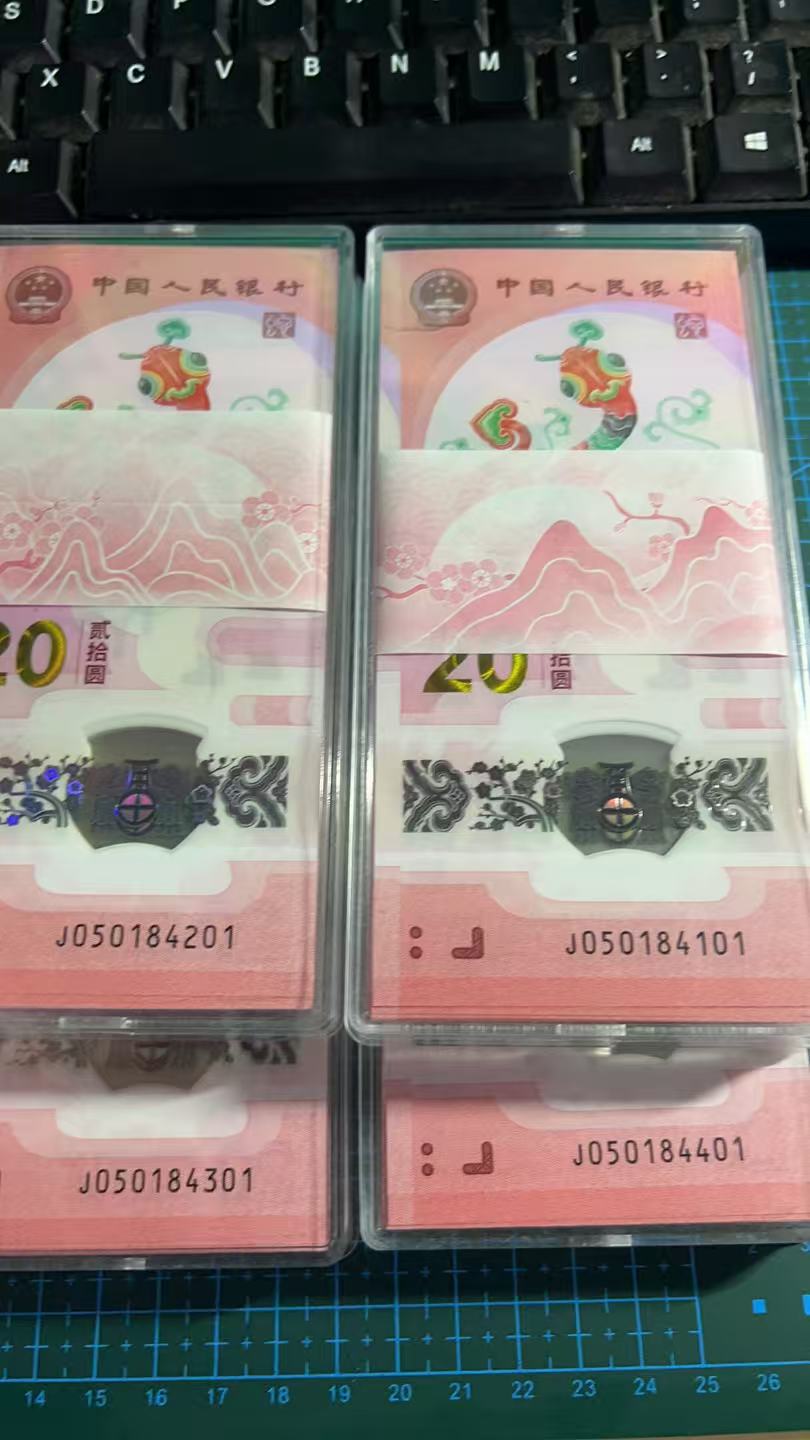 S D F
X C V B N M < , > . ? /
Alt Alt
中国人民银行
中国人民银行
20 贰拾圆
20 拾圆
J050184201
J050184101
J050184301
J050184401
14 15 16 17 18 19 20 21 22 23 24 25 26